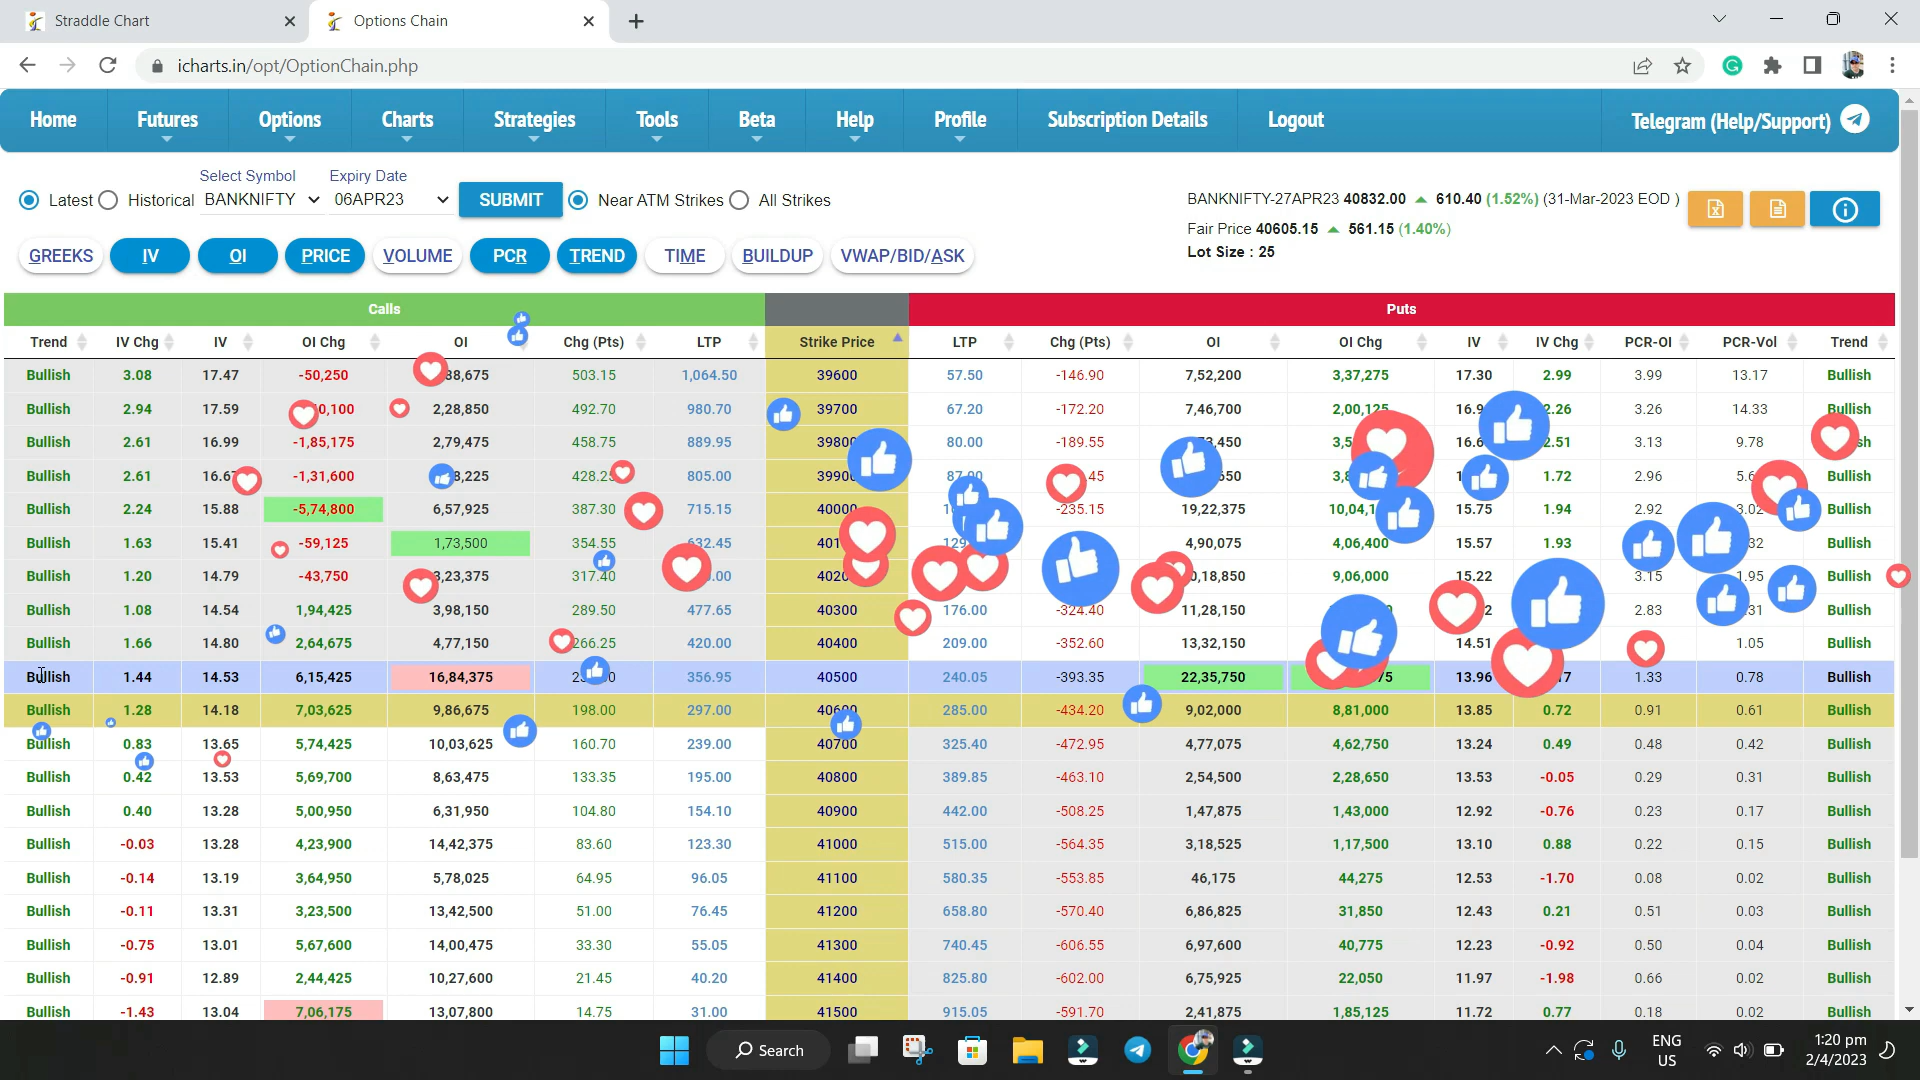 Straddle Chart
Options Chain
icharts.in/opt/OptionChain.php
Home Futures Options Charts Strategies Tools Beta Help Profile Subscription Details Logout Telegram (Help/Support)
Select Symbol Expiry Date
Latest Historical BANKNIFTY 06APR23 SUBMIT Near ATM Strikes All Strikes
BANKNIFTY-27APR23 40832.00 610.40 (1.52%) (31-Mar-2023 EOD )
Fair Price 40605.15 561.15 (1.40%)
Lot Size : 25
GREEKS IV OI PRICE VOLUME PCR TREND TIME BUILDUP VWAP/BID/ASK
Calls Puts
Trend IV Chg IV OI Chg OI Chg (Pts) LTP Strike Price LTP Chg (Pts) OI OI Chg IV IV Chg PCR-OI PCR-Vol Trend
Bullish 3.08 17.47 -50,250 503.15 1,064.50 39600 57.50 -146.90 7,52,200 3,37,275 17.30 2.99 3.99 13.17 Bullish
Bullish 2.94 17.59 2,28,850 492.70 980.70 39700 67.20 -172.20 7,46,700 2,00,125 2.26 3.26 14.33 Bullish
Bullish 2.61 16.99 -1,85,175 2,79,475 458.75 889.95 39800 80.00 -189.55 2.51 3.13 9.78
Bullish 2.61 -1,31,600 805.00 1.72 2.96 Bullish
Bullish 2.24 15.88 -5,74,800 6,57,925 387.30 715.15 40000 -235.15 19,22,375 15.75 1.94 2.92 Bullish
Bullish 1.63 15.41 -59,125 1,73,500 354.55 632.45 4,90,075 4,06,400 15.57 1.93 Bullish
Bullish 1.20 14.79 -43,750 317.40 9,06,000 15.22 3.15 Bullish
Bullish 1.08 14.54 1,94,425 3,98,150 289.50 477.65 40300 176.00 -324.40 11,28,150 2.83 Bullish
Bullish 1.66 14.80 2,64,675 4,77,150 266.25 420.00 40400 209.00 -352.60 13,32,150 14.51 1.05 Bullish
Bullish 1.44 14.53 6,15,425 16,84,375 356.95 40500 240.05 -393.35 22,35,750 13.96 1.33 0.78 Bullish
Bullish 1.28 14.18 7,03,625 9,86,675 198.00 297.00 40600 285.00 -434.20 9,02,000 8,81,000 13.85 0.72 0.91 0.61 Bullish
Bullish 0.83 13.65 5,74,425 10,03,625 160.70 239.00 40700 325.40 -472.95 4,77,075 4,62,750 13.24 0.49 0.48 0.42 Bullish
Bullish 0.42 13.53 5,69,700 8,63,475 133.35 195.00 40800 389.85 -463.10 2,54,500 2,28,650 13.53 -0.05 0.29 0.31 Bullish
Bullish 0.40 13.28 5,00,950 6,31,950 104.80 154.10 40900 442.00 -508.25 1,47,875 1,43,000 12.92 -0.76 0.23 0.17 Bullish
Bullish -0.03 13.28 4,23,900 14,42,375 83.60 123.30 41000 515.00 -564.35 3,18,525 1,17,500 13.10 0.88 0.22 0.15 Bullish
Bullish -0.14 13.19 3,64,950 5,78,025 64.95 96.05 41100 580.35 -553.85 46,175 44,275 12.53 -1.70 0.08 0.02 Bullish
Bullish -0.11 13.31 3,23,500 13,42,500 51.00 76.45 41200 658.80 -570.40 6,86,825 31,850 12.43 0.21 0.51 0.03 Bullish
Bullish -0.75 13.01 5,67,600 14,00,475 33.30 55.05 41300 740.45 -606.55 6,97,600 40,775 12.23 -0.92 0.50 0.04 Bullish
Bullish -0.91 12.89 2,44,425 10,27,600 21.45 40.20 41400 825.80 -602.00 6,75,925 22,050 11.97 -1.98 0.66 0.02 Bullish
Bullish -1.43 13.04 7,06,175 13,07,800 14.75 31.00 41500 915.05 -591.70 2,41,875 1,85,125 11.72 0.77 0.18 0.02 Bullish
Search
ENG
US
1:20 pm
2/4/2023